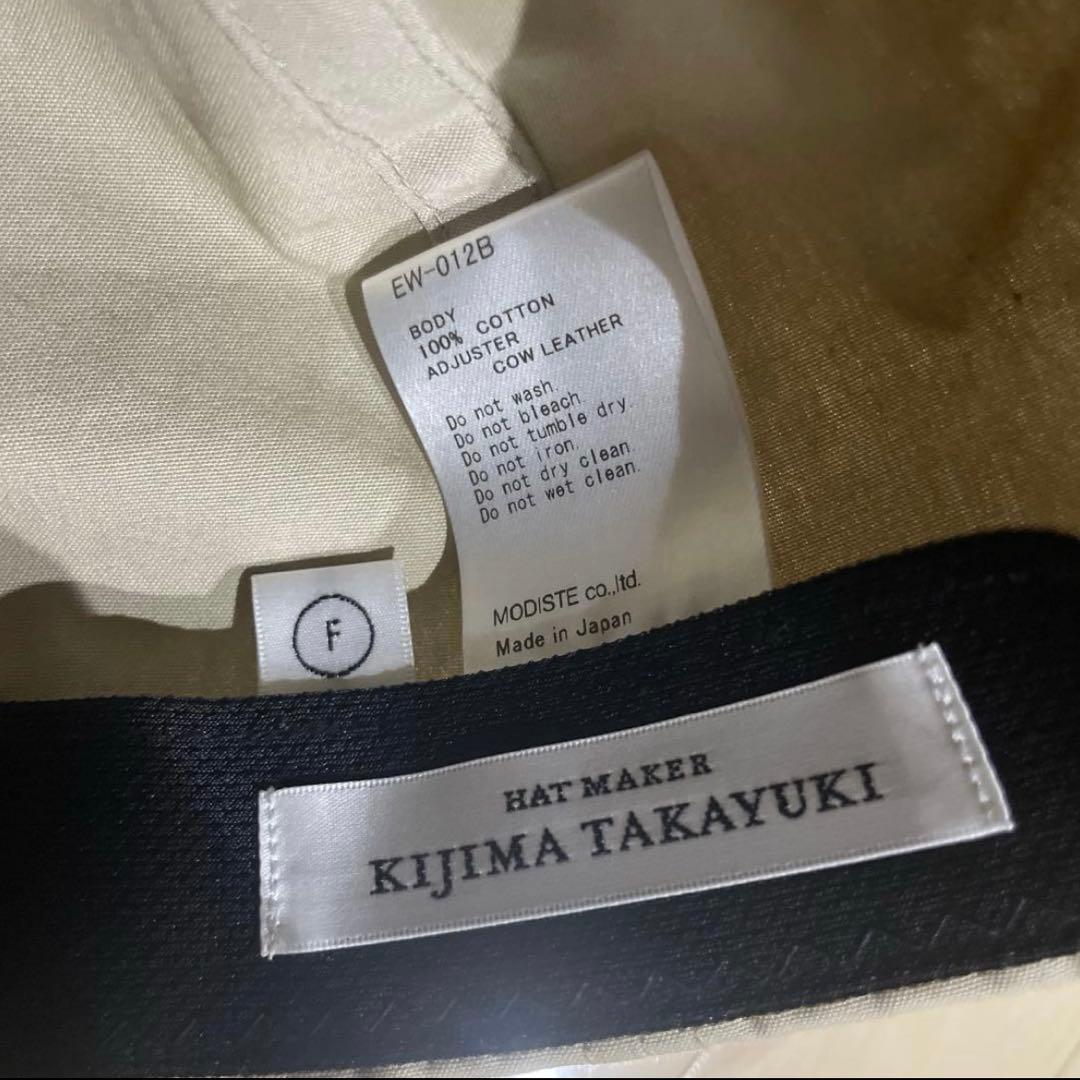 EW-012B
BODY
100% COTTON
ADJUSTER
COW LEATHER
Do not wash.
Do not bleach.
Do not tumble dry.
Do not iron.
Do not dry clean.
Do not wet clean.
MODISTE co.,ltd.
Made in Japan
F
HAT MAKER
KIJIMA TAKAYUKI